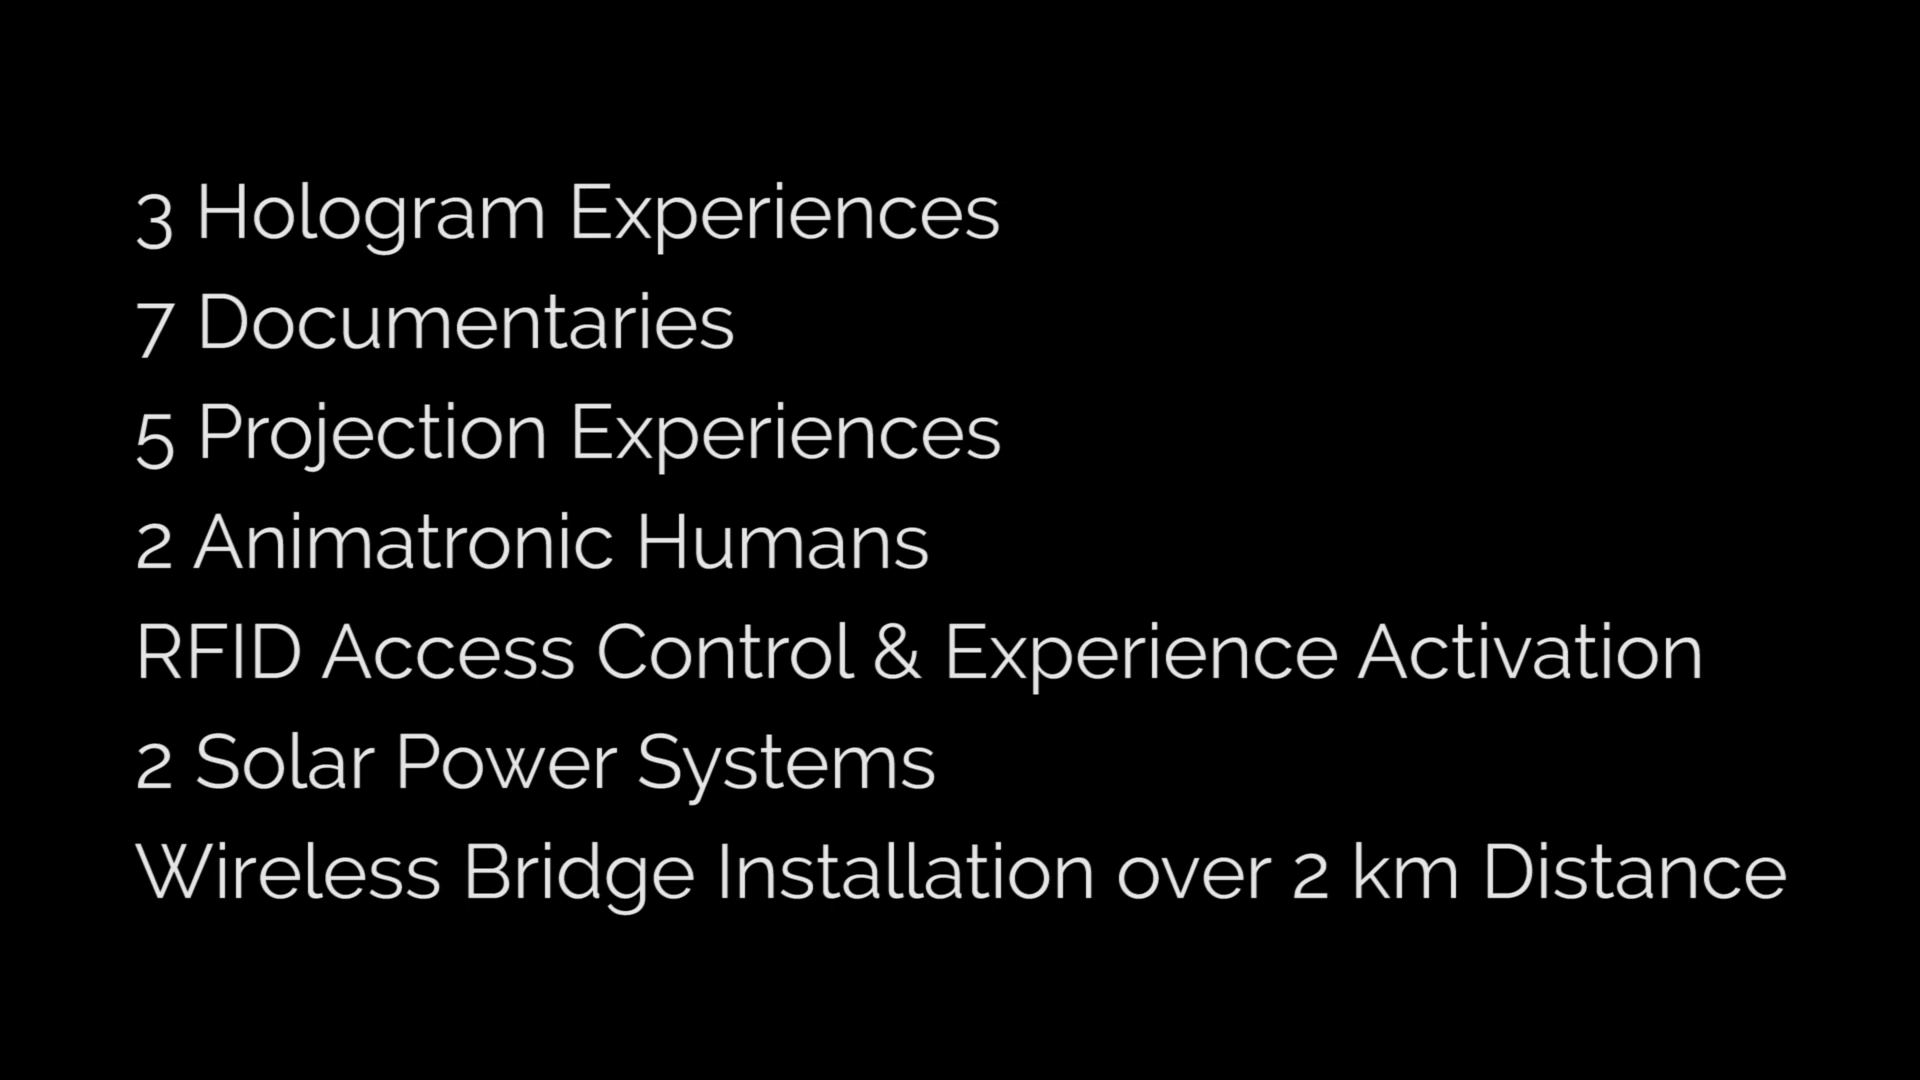 3 Hologram Experiences
7 Documentaries
5 Projection Experiences
2 Animatronic Humans
RFID Access Control & Experience Activation
2 Solar Power Systems
Wireless Bridge Installation over 2 km Distance